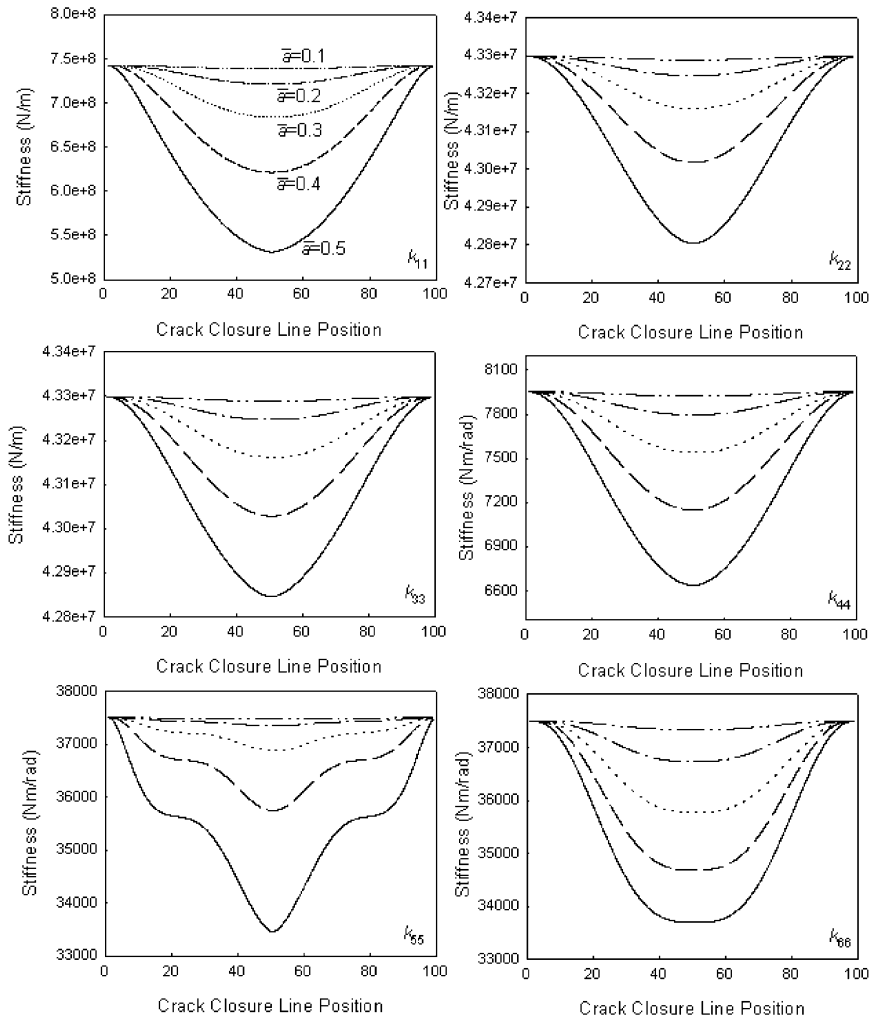 8.0e+8
7.5e+8
7.0e+8
6.5e+8
6.0e+8
5.5e+8
5.0e+8
Stiffness (N/m)
a̅=0.1
a̅=0.2
a̅=0.3
a̅=0.4
a̅=0.5
k11
0 20 40 60 80 100
Crack Closure Line Position
4.34e+7
4.33e+7
4.32e+7
4.31e+7
4.30e+7
4.29e+7
4.28e+7
4.27e+7
Stiffness (N/m)
k22
0 20 40 60 80 100
Crack Closure Line Position
4.34e+7
4.33e+7
4.32e+7
4.31e+7
4.30e+7
4.29e+7
4.28e+7
Stiffness (N/m)
k33
0 20 40 60 80 100
Crack Closure Line Position
8100
7800
7500
7200
6900
6600
Stiffness (Nm/rad)
k44
0 20 40 60 80 100
Crack Closure Line Position
38000
37000
36000
35000
34000
33000
Stiffness (Nm/rad)
k55
0 20 40 60 80 100
Crack Closure Line Position
38000
37000
36000
35000
34000
33000
Stiffness (Nm/rad)
k66
0 20 40 60 80 100
Crack Closure Line Position